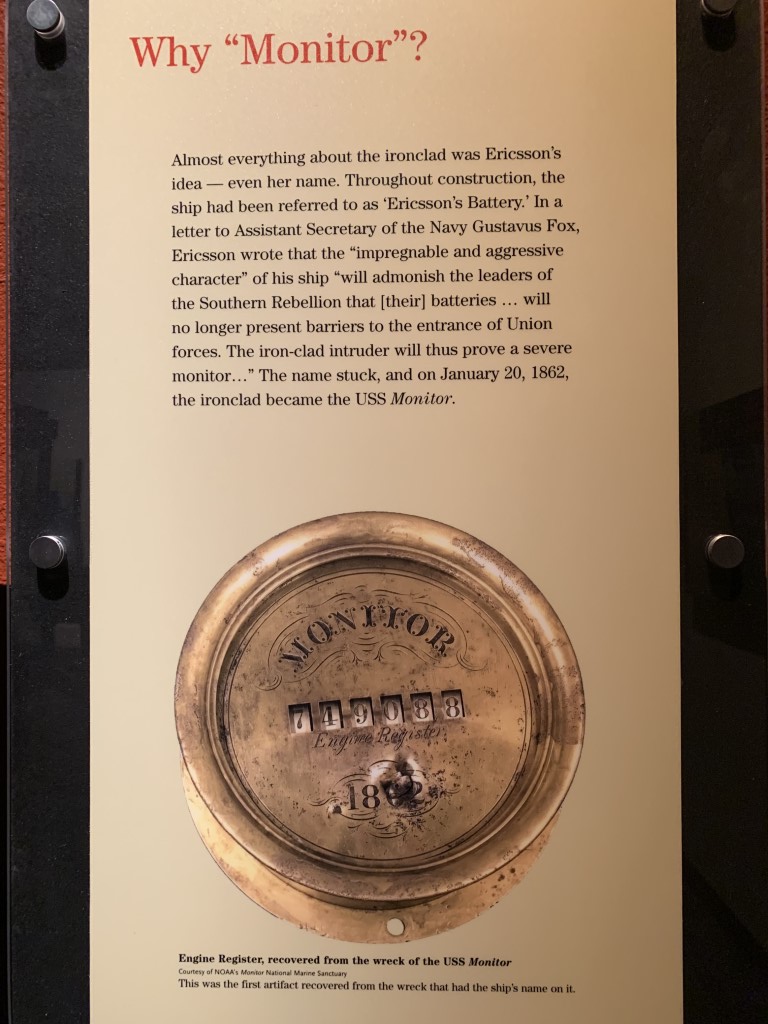 Why “Monitor”?
Almost everything about the ironclad was Ericsson’s
idea — even her name. Throughout construction, the
ship had been referred to as ‘Ericsson’s Battery.’ In a
letter to Assistant Secretary of the Navy Gustavus Fox,
Ericsson wrote that the “impregnable and aggressive
character” of his ship “will admonish the leaders of
the Southern Rebellion that [their] batteries … will
no longer present barriers to the entrance of Union
forces. The iron-clad intruder will thus prove a severe
monitor…” The name stuck, and on January 20, 1862,
the ironclad became the USS Monitor.
MONITOR
749088
Engine Register
18 2
Engine Register, recovered from the wreck of the USS Monitor
Courtesy of NOAA’s Monitor National Marine Sanctuary
This was the first artifact recovered from the wreck that had the ship’s name on it.